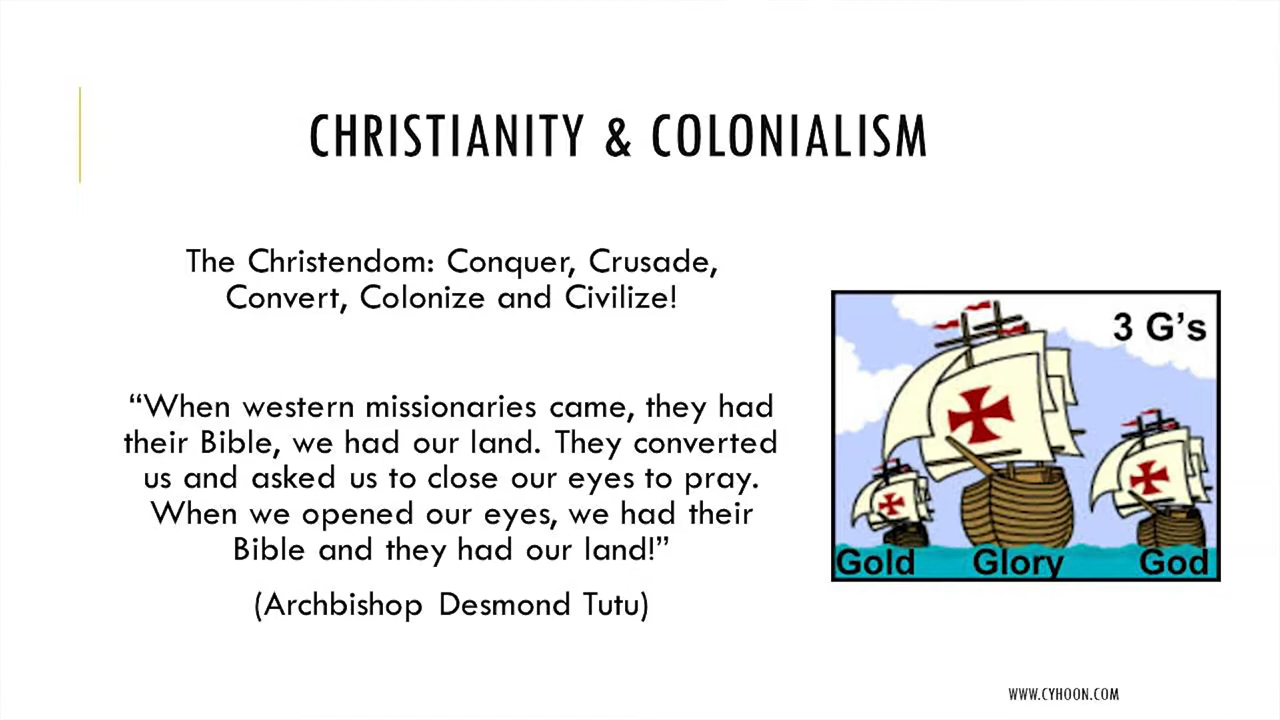 CHRISTIANITY & COLONIALISM
The Christendom: Conquer, Crusade,
Convert, Colonize and Civilize!
“When western missionaries came, they had
their Bible, we had our land. They converted
us and asked us to close our eyes to pray.
When we opened our eyes, we had their
Bible and they had our land!”
(Archbishop Desmond Tutu)
3 G’s
Gold Glory God
WWW.CYHOON.COM